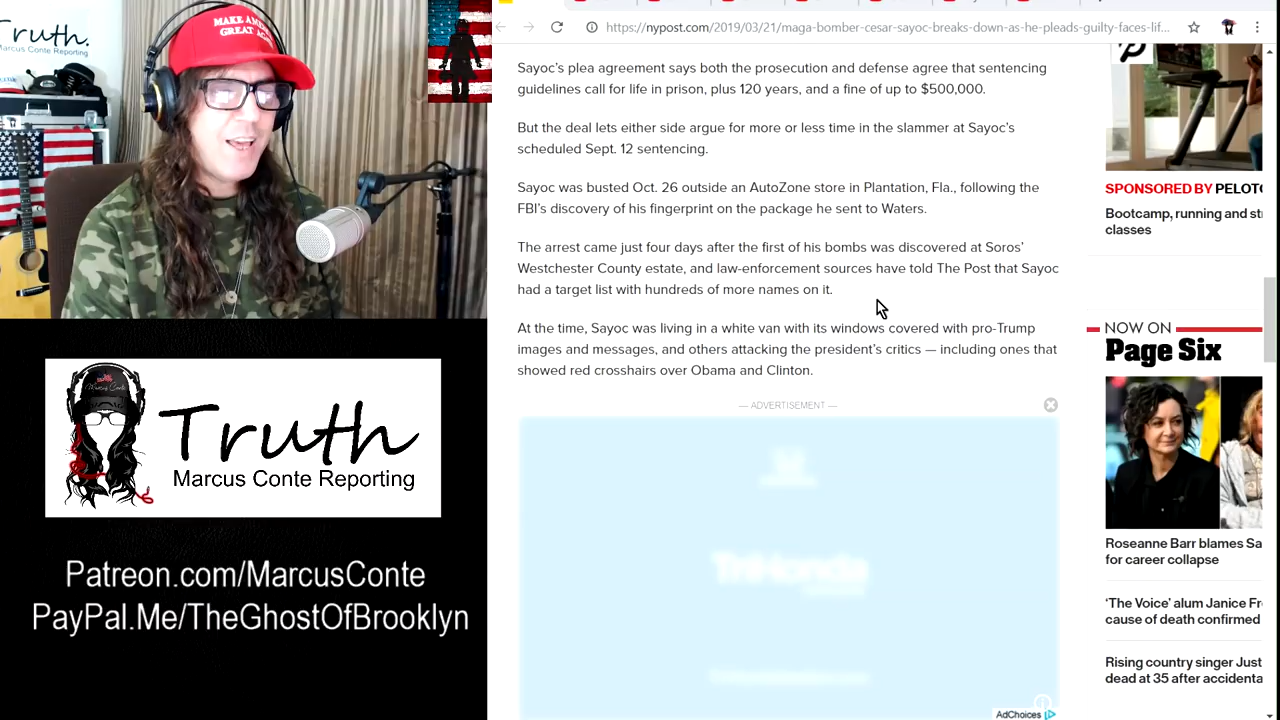 Truth.
Marcus Conte Reporting
MAKE AMERICA
GREAT AGAIN
Truth
Marcus Conte Reporting
Patreon.com/MarcusConte
PayPal.Me/TheGhostOfBrooklyn
https://nypost.com/2019/03/21/maga-bomber-cesar-sayoc-breaks-down-as-he-pleads-guilty-faces-lif...
Sayoc’s plea agreement says both the prosecution and defense agree that sentencing
guidelines call for life in prison, plus 120 years, and a fine of up to $500,000.
But the deal lets either side argue for more or less time in the slammer at Sayoc’s
scheduled Sept. 12 sentencing.
Sayoc was busted Oct. 26 outside an AutoZone store in Plantation, Fla., following the
FBI’s discovery of his fingerprint on the package he sent to Waters.
The arrest came just four days after the first of his bombs was discovered at Soros’
Westchester County estate, and law-enforcement sources have told The Post that Sayoc
had a target list with hundreds of more names on it.
At the time, Sayoc was living in a white van with its windows covered with pro-Trump
images and messages, and others attacking the president’s critics — including ones that
showed red crosshairs over Obama and Clinton.
— ADVERTISEMENT —
AdChoices
SPONSORED BY PELOTO
Bootcamp, running and st
classes
NOW ON
Page Six
Roseanne Barr blames Sa
for career collapse
‘The Voice’ alum Janice Fr
cause of death confirmed
Rising country singer Just
dead at 35 after accidenta